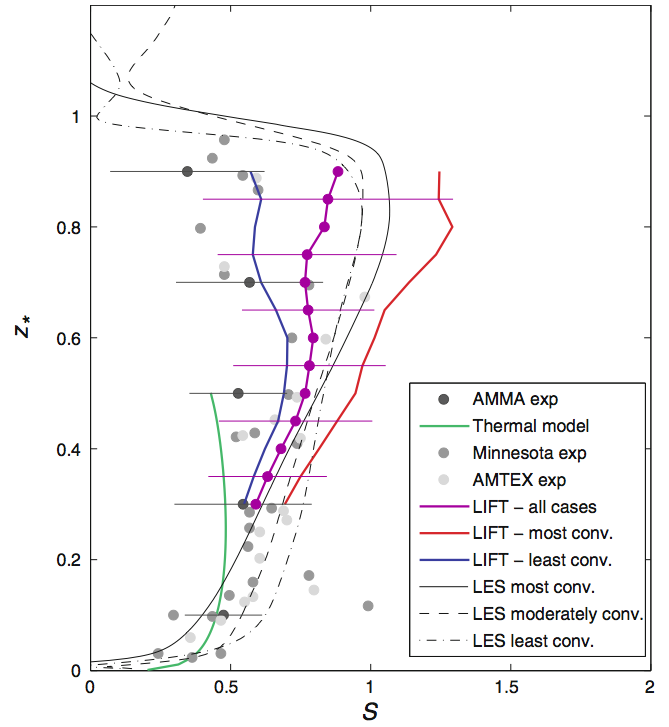 1
0.8
0.6
0.4
0.2
0
z*
0
0.5
1
1.5
2
S
AMMA exp
Thermal model
Minnesota exp
AMTEX exp
LIFT – all cases
LIFT – most conv.
LIFT – least conv.
LES most conv.
LES moderately conv.
LES least conv.